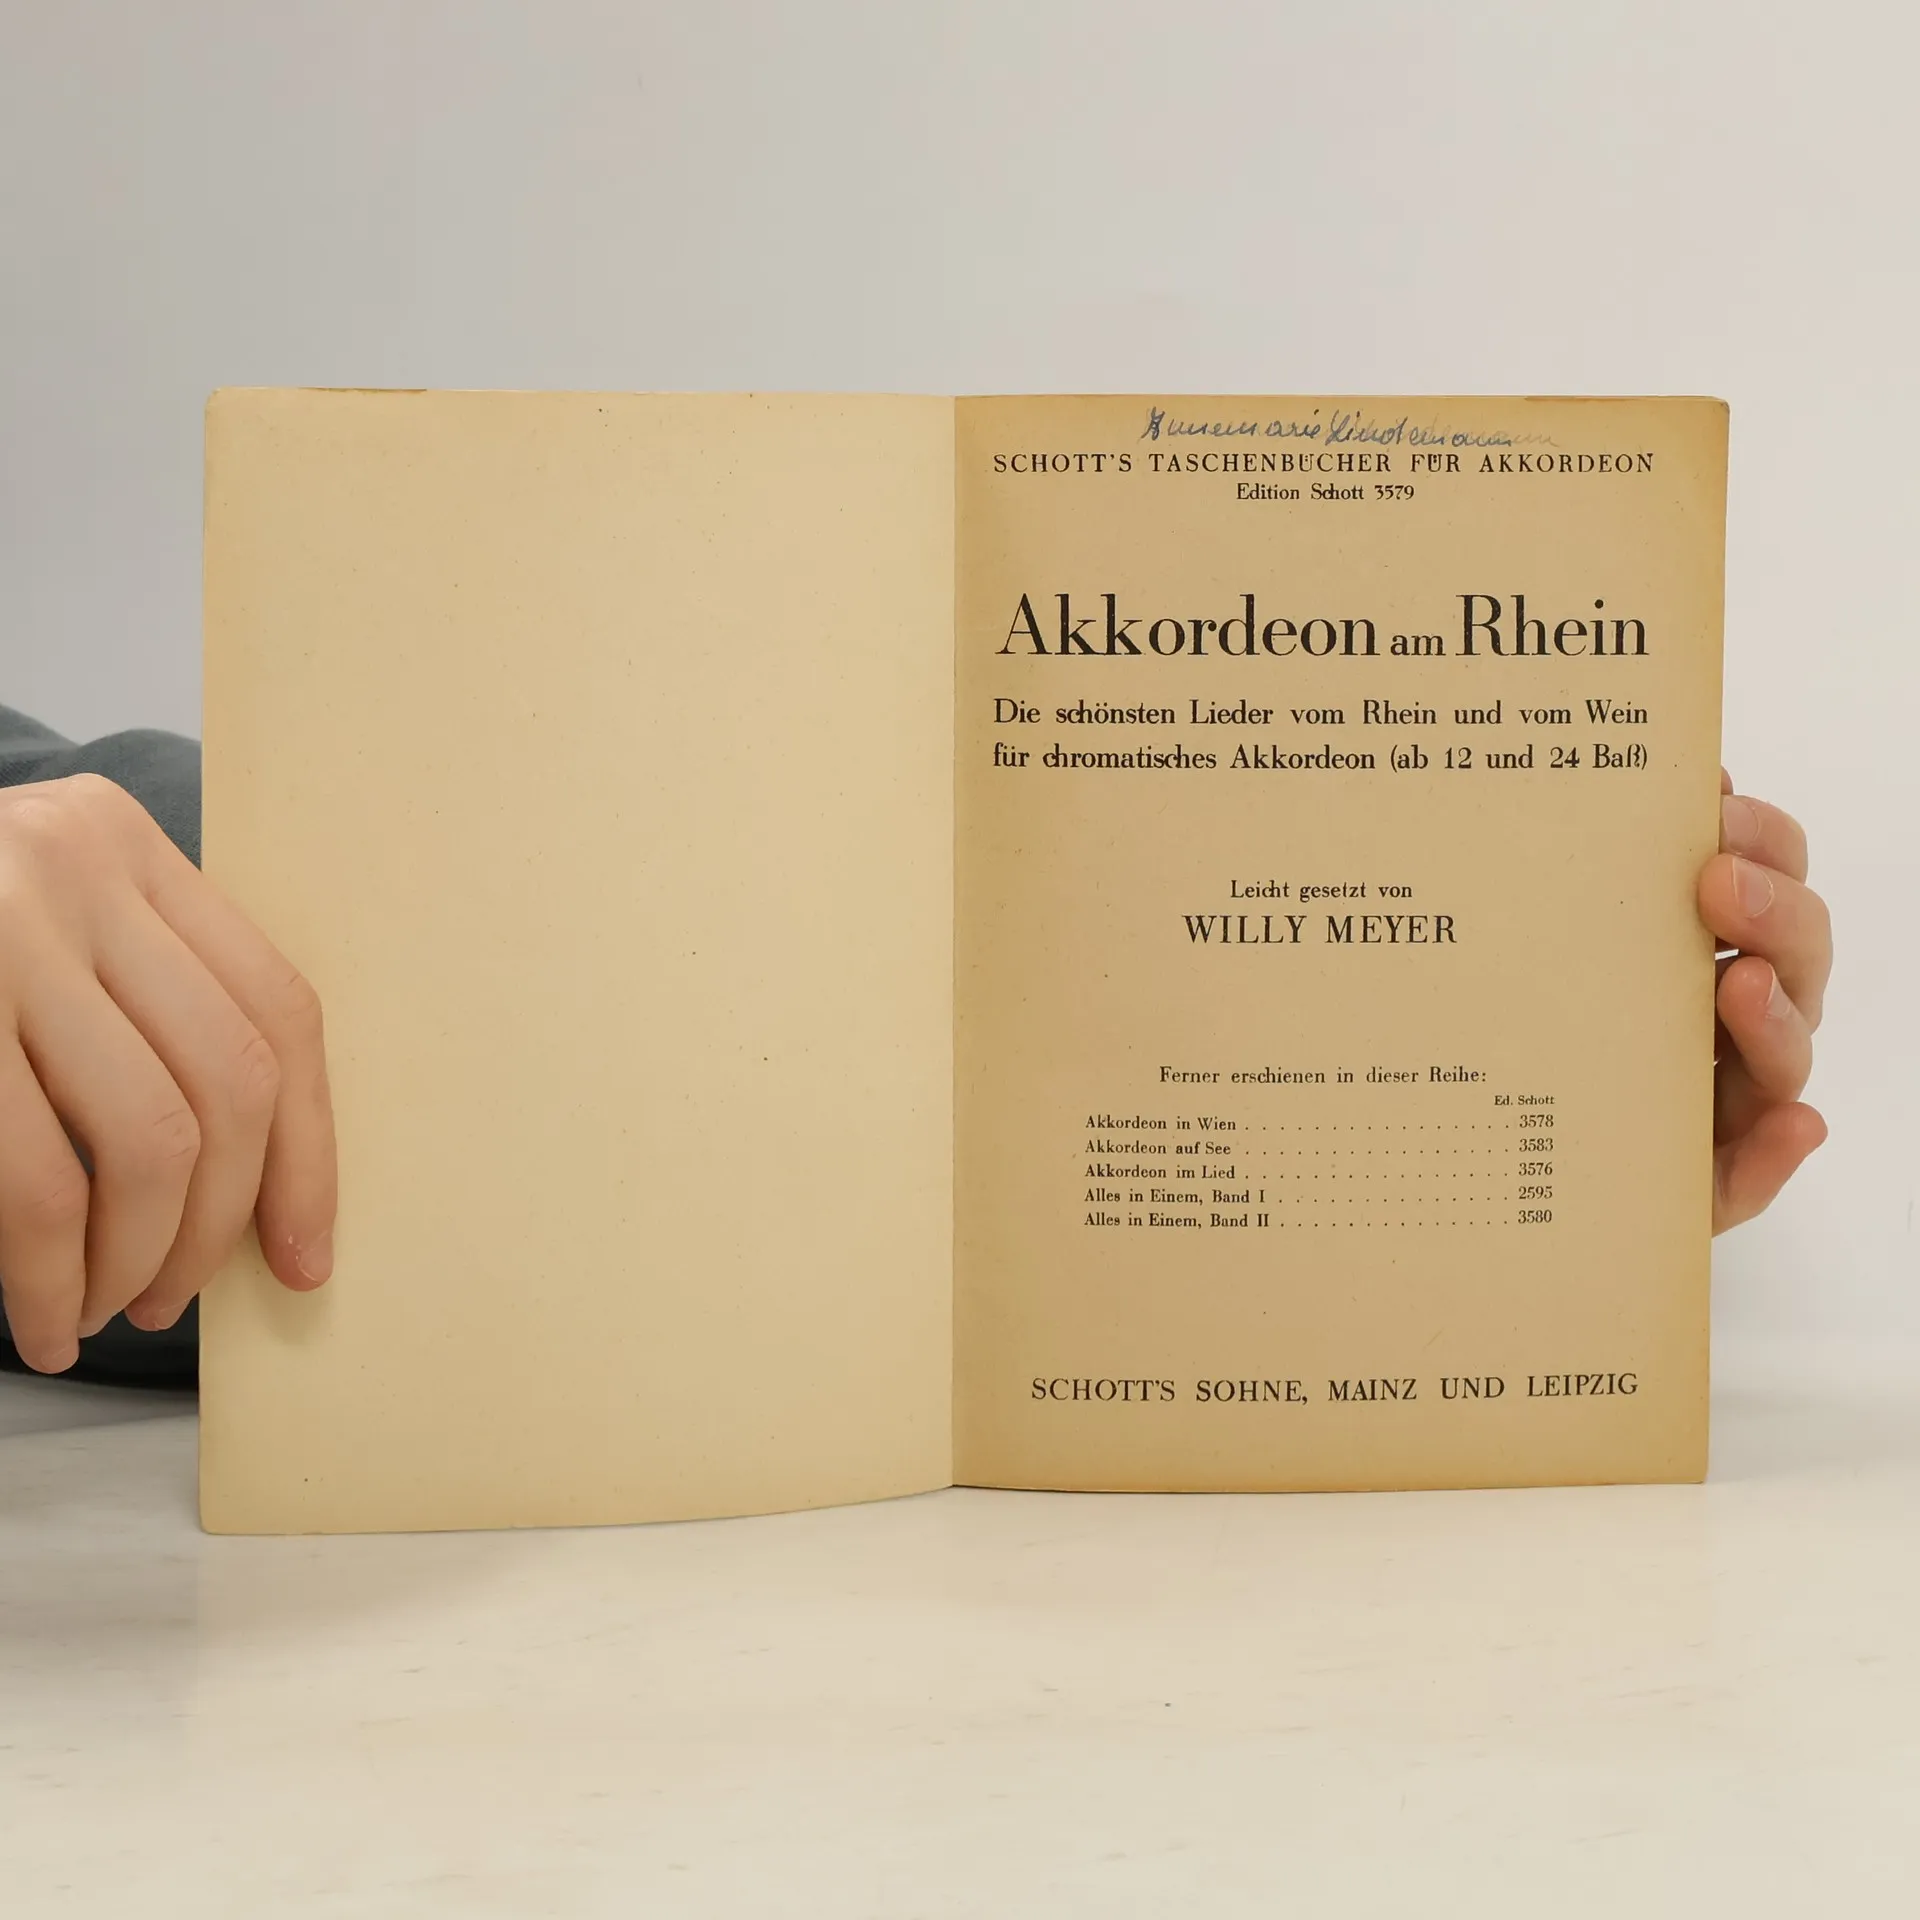 Annemarie
SCHOTT'S TASCHENBÜCHER FÜR AKKORDEON
Edition Schott 3579
Akkordeon am Rhein
Die schönsten Lieder vom Rhein und vom Wein
für chromatisches Akkordeon (ab 12 und 24 Baß)
Leicht gesetzt von
WILLY MEYER
Ferner erschienen in dieser Reihe:
Ed. Schott
Akkordeon in Wien . . . . . . . . . . . . . . . . 3578
Akkordeon auf See . . . . . . . . . . . . . . . . 3583
Akkordeon im Lied . . . . . . . . . . . . . . . . 3576
Alles in Einem, Band I . . . . . . . . . . . . . . 2595
Alles in Einem, Band II . . . . . . . . . . . . . . 3580
SCHOTT'S SOHNE, MAINZ UND LEIPZIG